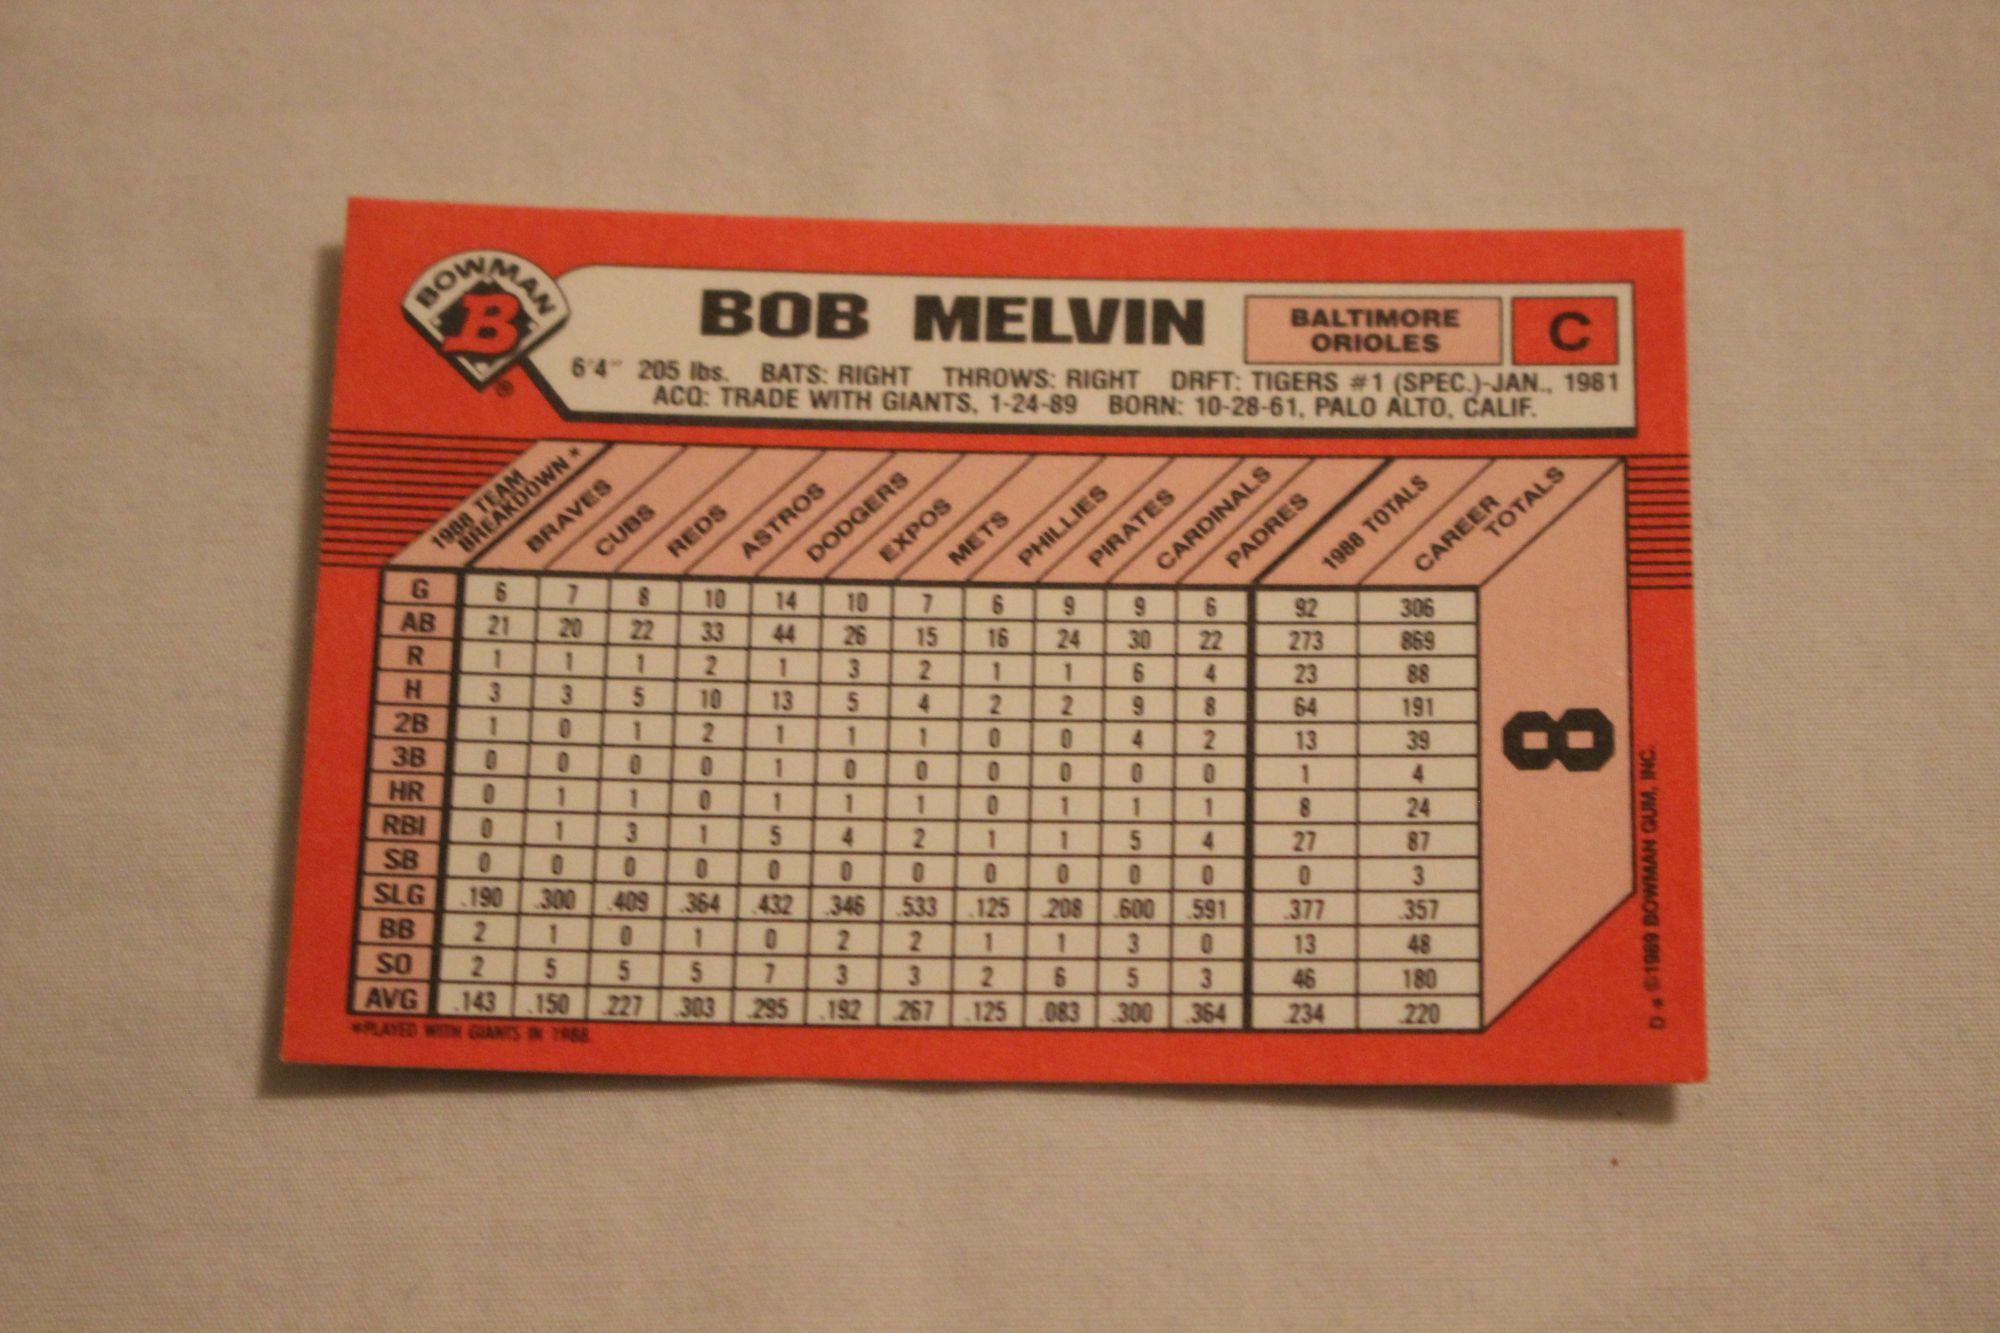 BOWMAN
B
®
BOB MELVIN
BALTIMORE
ORIOLES
C
6'4" 205 lbs. BATS: RIGHT THROWS: RIGHT DRFT: TIGERS #1 (SPEC.)-JAN., 1981
ACQ: TRADE WITH GIANTS, 1-24-89 BORN: 10-28-61, PALO ALTO, CALIF.
1988 TEAM
BREAKDOWN * BRAVES CUBS REDS ASTROS DODGERS EXPOS METS PHILLIES PIRATES CARDINALS PADRES 1988 TOTALS CAREER
TOTALS
G 6 7 8 10 14 10 7 6 9 9 6 92 306
AB 21 20 22 33 44 26 15 16 24 30 22 273 869
R 1 1 1 2 1 3 2 1 1 6 4 23 88
H 3 3 5 10 13 5 4 2 2 9 8 64 191
2B 1 0 1 2 1 1 1 0 0 4 2 13 39
3B 0 0 0 0 1 0 0 0 0 0 0 1 4
HR 0 1 1 0 1 1 1 0 1 1 1 8 24
RBI 0 1 3 1 5 4 2 1 1 5 4 27 87
SB 0 0 0 0 0 0 0 0 0 0 0 0 3
SLG .190 .300 .409 .364 .432 .346 .533 .125 .208 .600 .591 .377 .357
BB 2 1 0 1 0 2 2 1 1 3 0 13 48
SO 2 5 5 5 7 3 3 2 6 5 3 46 180
AVG .143 .150 .227 .303 .295 .192 .267 .125 .083 .300 .364 .234 .220
*PLAYED WITH GIANTS IN 1988.
8
D * ©1989 BOWMAN GUM, INC.